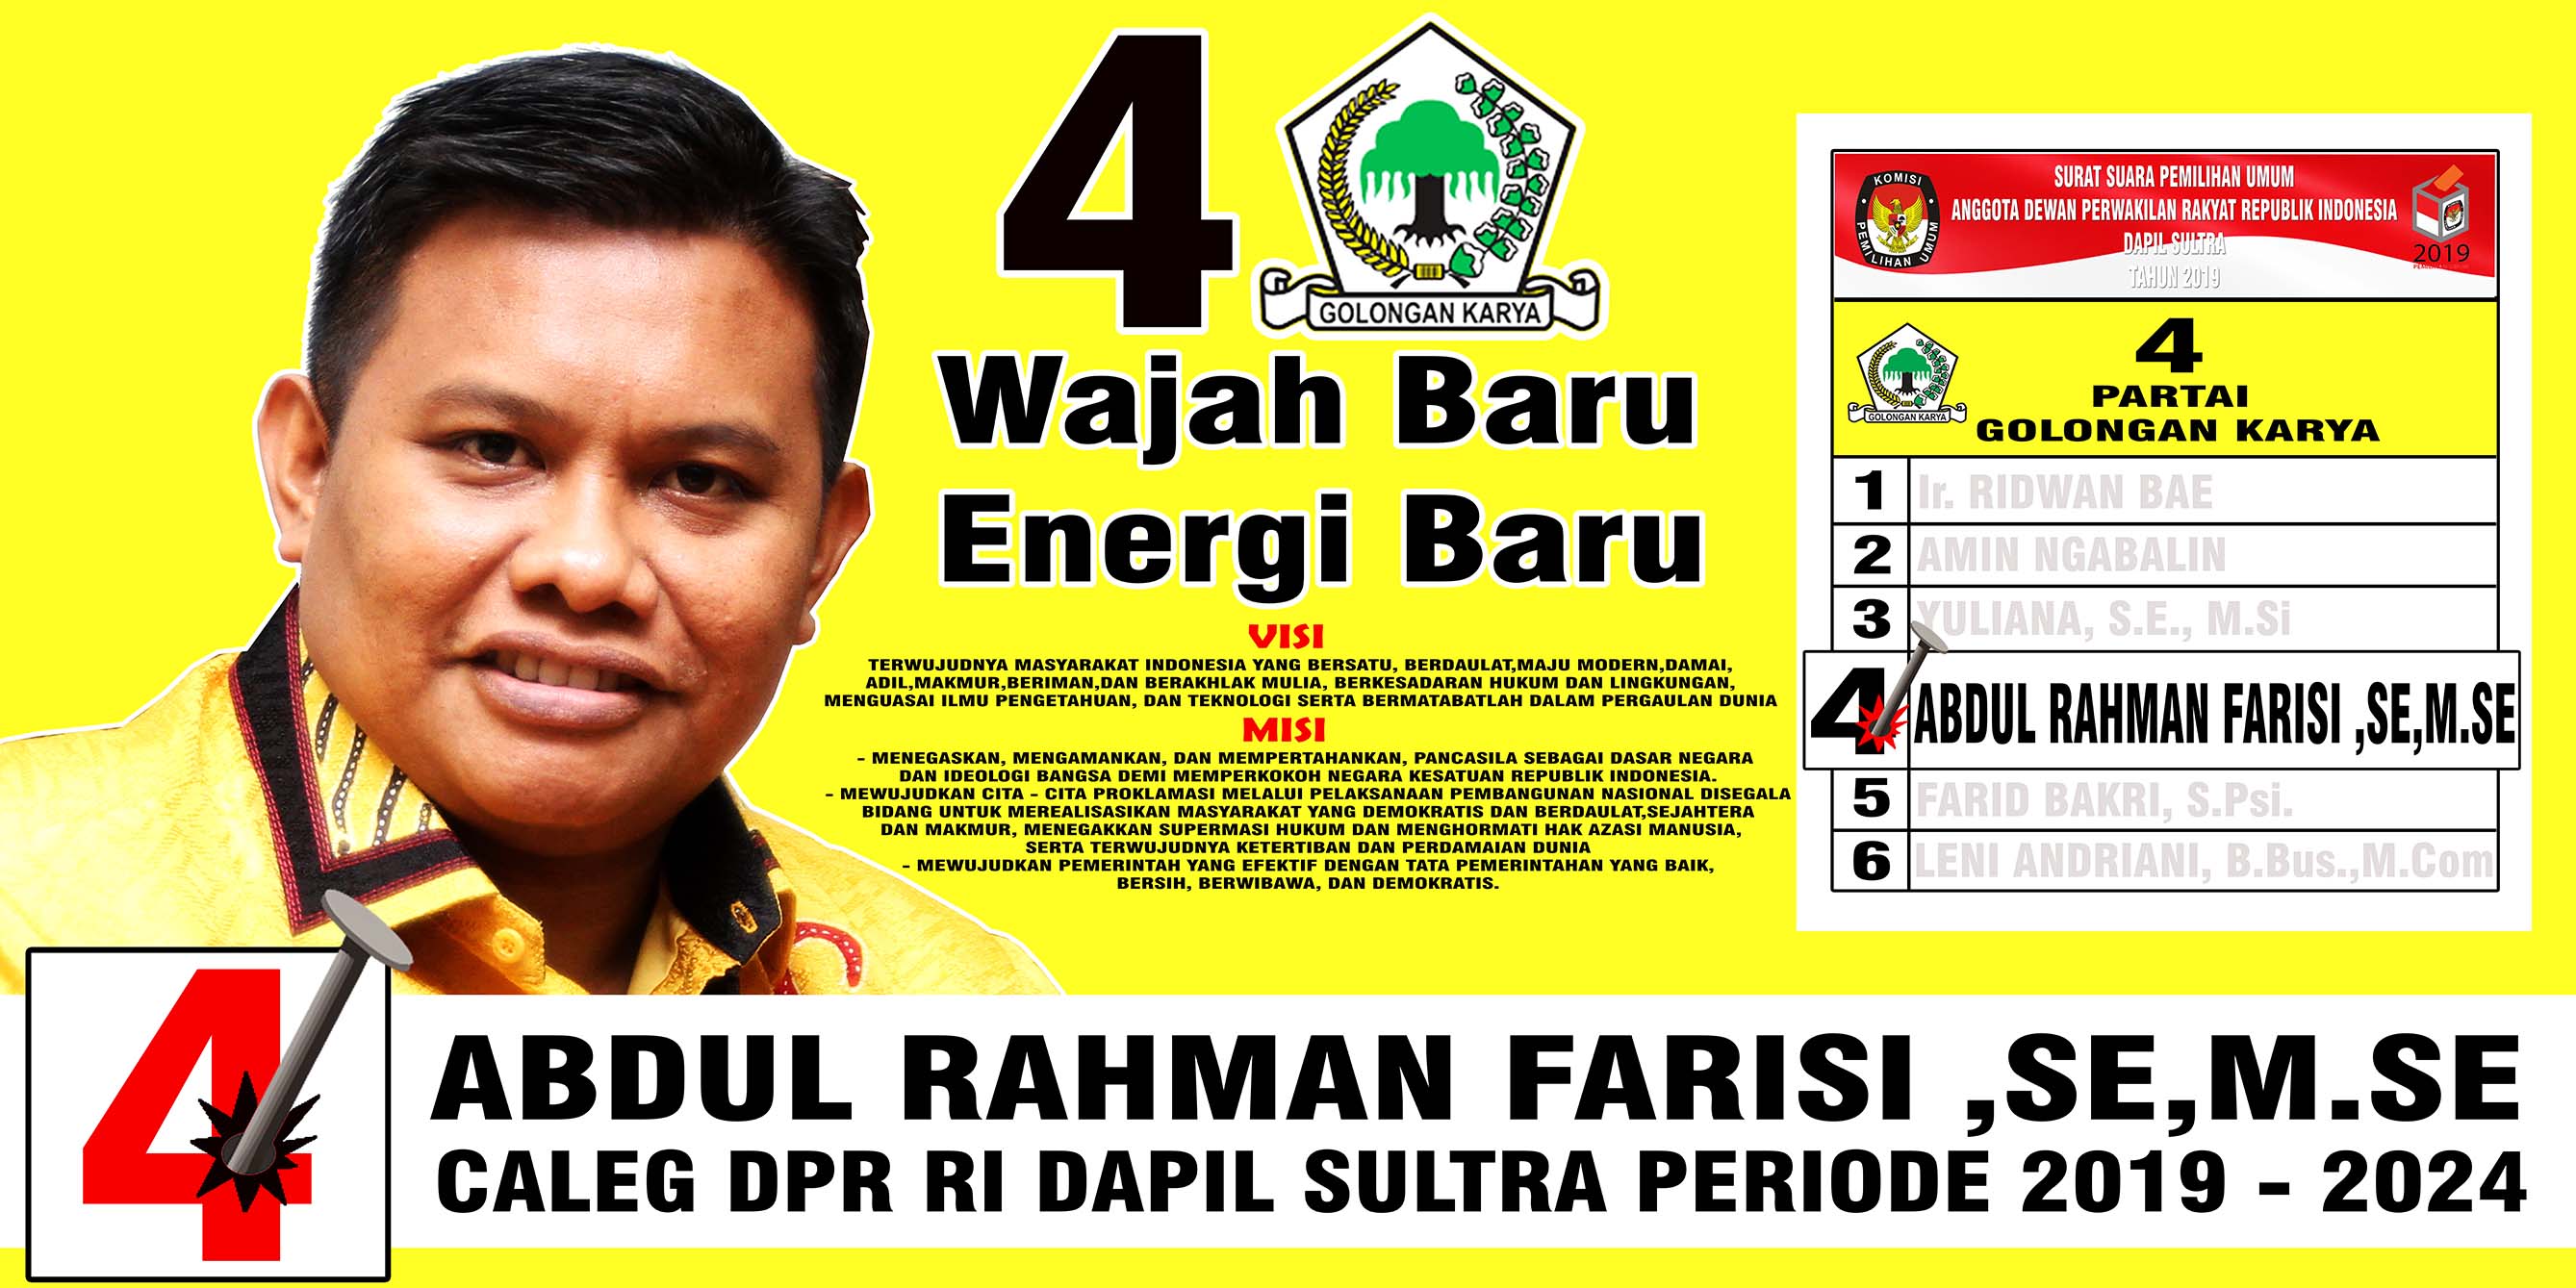 4
GOLONGAN KARYA
Wajah Baru
Energi Baru
VISI
TERWUJUDNYA MASYARAKAT INDONESIA YANG BERSATU, BERDAULAT,MAJU MODERN,DAMAI,
ADIL,MAKMUR,BERIMAN,DAN BERAKHLAK MULIA, BERKESADARAN HUKUM DAN LINGKUNGAN,
MENGUASAI ILMU PENGETAHUAN, DAN TEKNOLOGI SERTA BERMATABATLAH DALAM PERGAULAN DUNIA
MISI
- MENEGASKAN, MENGAMANKAN, DAN MEMPERTAHANKAN, PANCASILA SEBAGAI DASAR NEGARA
DAN IDEOLOGI BANGSA DEMI MEMPERKOKOH NEGARA KESATUAN REPUBLIK INDONESIA.
- MEWUJUDKAN CITA - CITA PROKLAMASI MELALUI PELAKSANAAN PEMBANGUNAN NASIONAL DISEGALA
BIDANG UNTUK MEREALISASIKAN MASYARAKAT YANG DEMOKRATIS DAN BERDAULAT,SEJAHTERA
DAN MAKMUR, MENEGAKKAN SUPERMASI HUKUM DAN MENGHORMATI HAK AZASI MANUSIA,
SERTA TERWUJUDNYA KETERTIBAN DAN PERDAMAIAN DUNIA
- MEWUJUDKAN PEMERINTAH YANG EFEKTIF DENGAN TATA PEMERINTAHAN YANG BAIK,
BERSIH, BERWIBAWA, DAN DEMOKRATIS.
KOMISI
PEMILIHAN UMUM
SURAT SUARA PEMILIHAN UMUM
ANGGOTA DEWAN PERWAKILAN RAKYAT REPUBLIK INDONESIA
DAPIL SULTRA
TAHUN 2019
2019
4
PARTAI
GOLONGAN KARYA
GOLONGAN KARYA
1 Ir. RIDWAN BAE
2 AMIN NGABALIN
3 YULIANA, S.E., M.Si
4 ABDUL RAHMAN FARISI ,SE,M.SE
5 FARID BAKRI, S.Psi.
6 LENI ANDRIANI, B.Bus.,M.Com
4
ABDUL RAHMAN FARISI ,SE,M.SE
CALEG DPR RI DAPIL SULTRA PERIODE 2019 - 2024